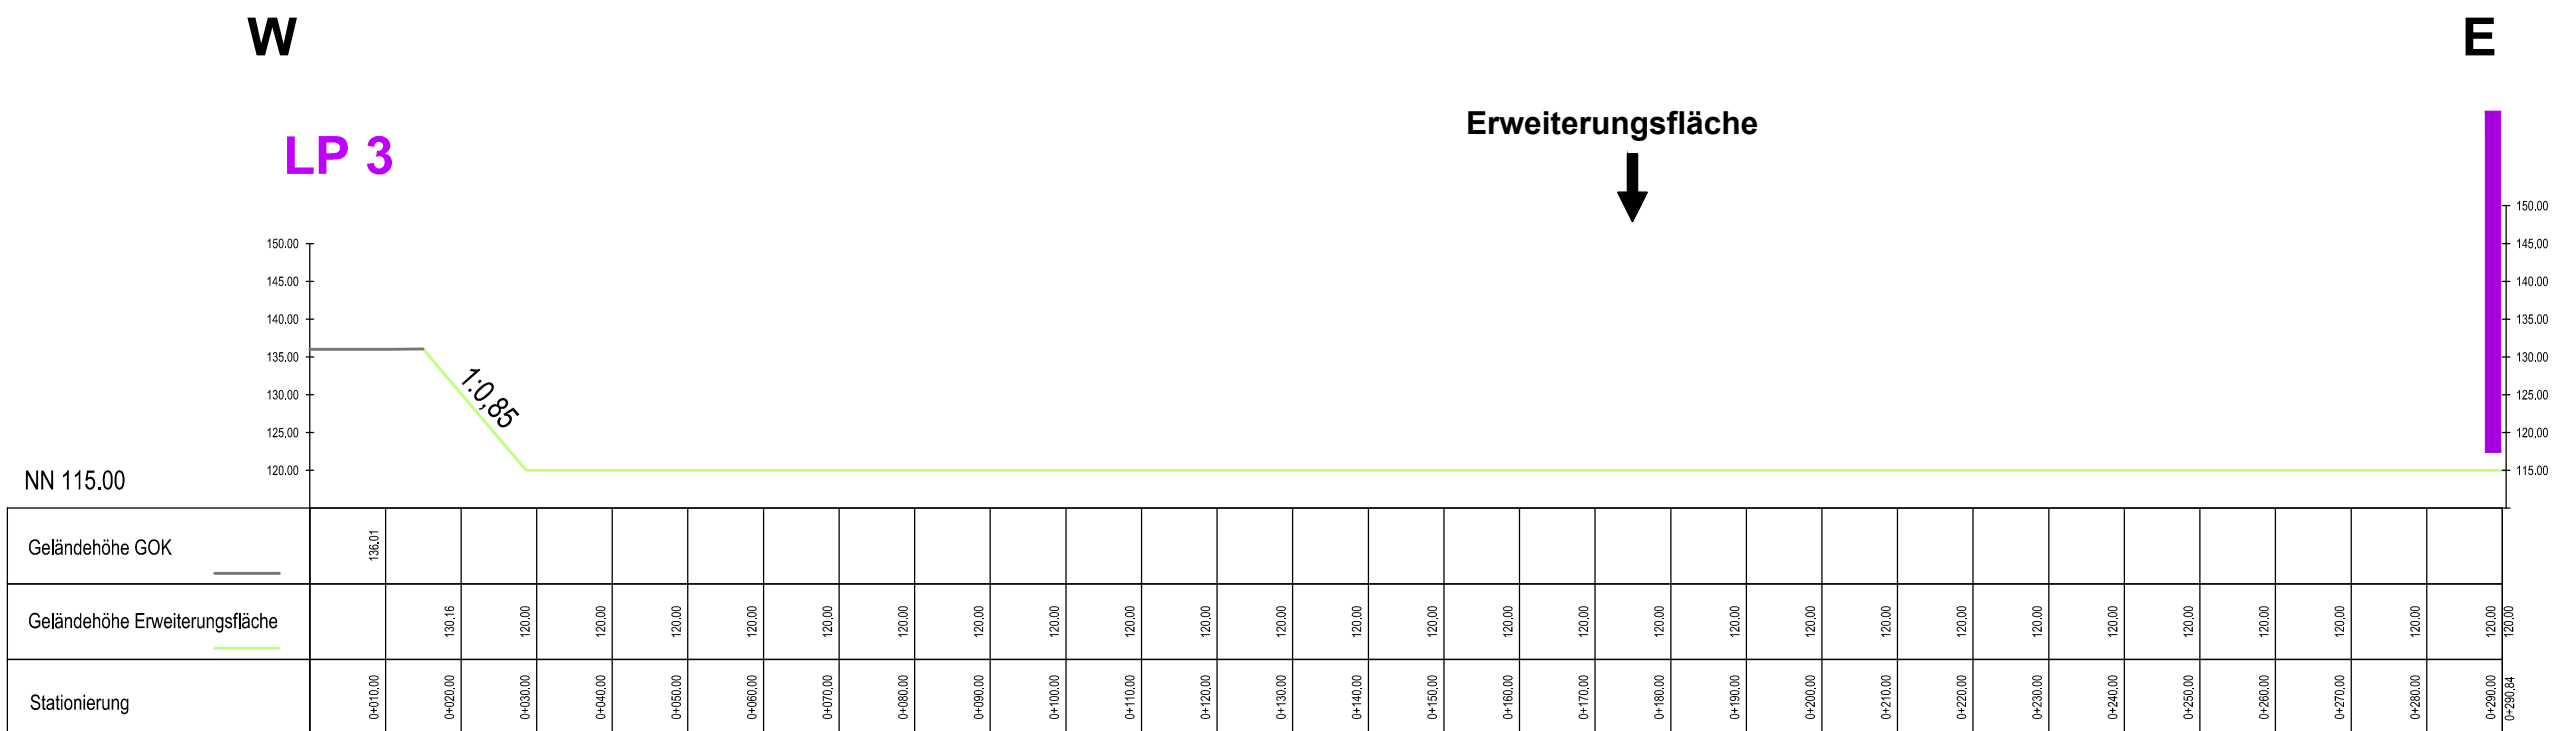 W
E
LP 3
Erweiterungsfläche
150.00
145.00
140.00
135.00
130.00
125.00
120.00
1:0,85
150.00
145.00
140.00
135.00
130.00
125.00
120.00
115.00
NN 115.00
Geländehöhe GOK
136.01
Geländehöhe Erweiterungsfläche
130.16 120.00 120.00 120.00 120.00 120.00 120.00 120.00 120.00 120.00 120.00 120.00 120.00 120.00 120.00 120.00 120.00 120.00 120.00 120.00 120.00 120.00 120.00 120.00 120.00 120.00 120.00 120.00 120.00
Stationierung
0+010.00 0+020.00 0+030.00 0+040.00 0+050.00 0+060.00 0+070.00 0+080.00 0+090.00 0+100.00 0+110.00 0+120.00 0+130.00 0+140.00 0+150.00 0+160.00 0+170.00 0+180.00 0+190.00 0+200.00 0+210.00 0+220.00 0+230.00 0+240.00 0+250.00 0+260.00 0+270.00 0+280.00 0+290.00 0+290.84